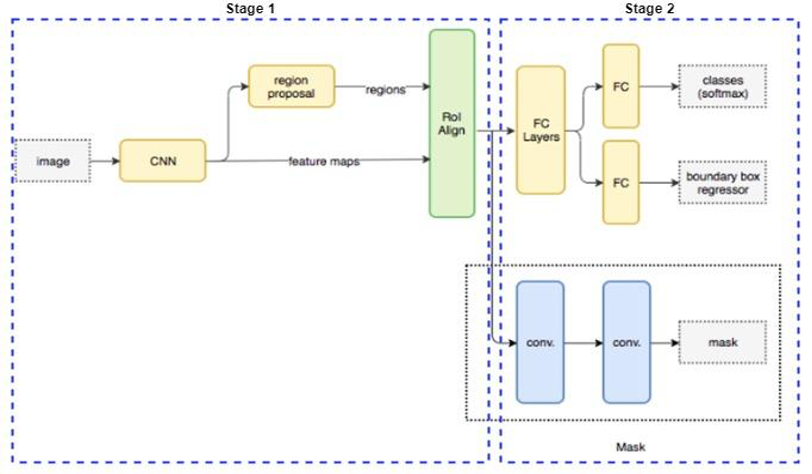 Stage 1
Stage 2
region
proposal
regions
RoI
Align
FC
Layers
FC
classes
(softmax)
image
CNN
feature maps
FC
boundary box
regressor
conv.
conv.
mask
Mask